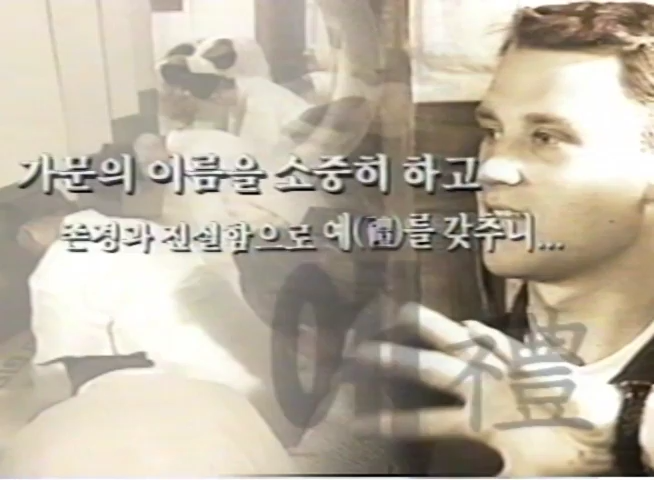 가문의 이름을 소중히 하고
존경과 진실함으로 예(禮)를 갖추니...
예 禮